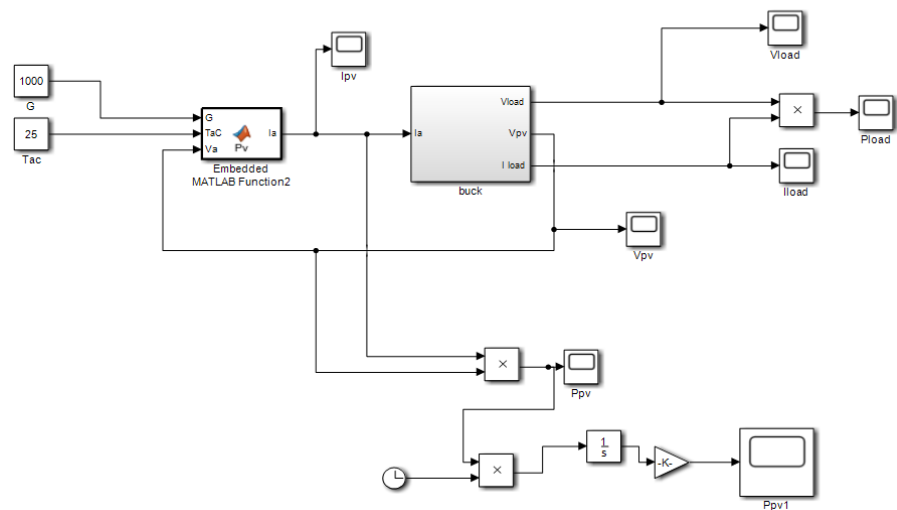 1000
G
25
Tac
G
TaC
Va
Pv
Ia
Embedded
MATLAB Function2
Ipv
Ia
Vload
Vpv
I load
buck
Vload
×
Pload
Iload
Vpv
×
Ppv
×
1
s
-K-
Ppv1